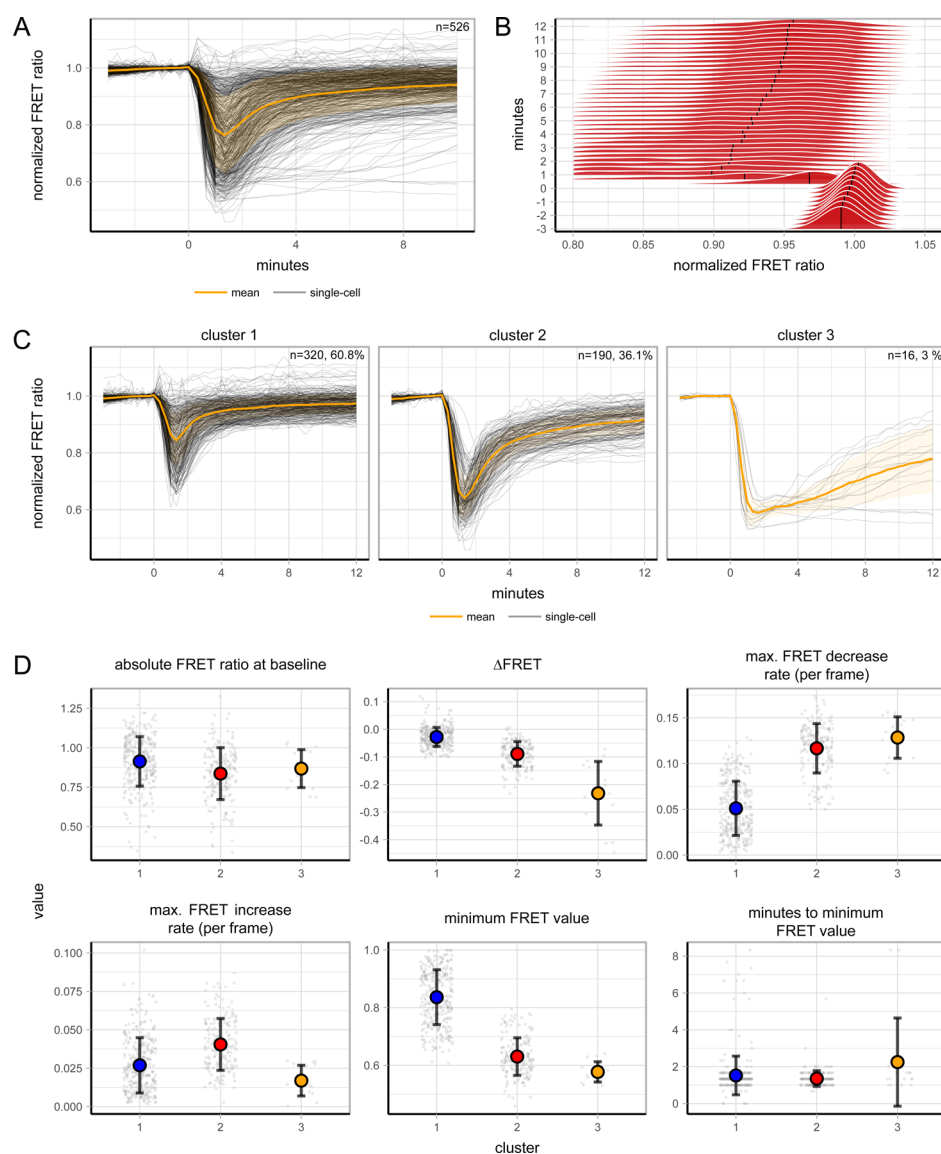 A
n=526
1.0
0.8
0.6
normalized FRET ratio
0 4 8
minutes
mean single-cell
B
12
11
10
9
8
7
6
5
4
3
2
1
0
-1
-2
-3
minutes
0.80 0.85 0.90 0.95 1.00 1.05
normalized FRET ratio
C
cluster 1 cluster 2 cluster 3
n=320, 60.8% n=190, 36.1% n=16, 3 %
1.0
0.8
0.6
normalized FRET ratio
0 4 8 12 0 4 8 12 0 4 8 12
minutes
mean single-cell
D
absolute FRET ratio at baseline
1.25
1.00
0.75
0.50
1 2 3
ΔFRET
0.1
0.0
-0.1
-0.2
-0.3
-0.4
1 2 3
max. FRET decrease
rate (per frame)
0.15
0.10
0.05
0.00
1 2 3
value
max. FRET increase
rate (per frame)
0.100
0.075
0.050
0.025
0.000
1 2 3
minimum FRET value
1.0
0.8
0.6
1 2 3
minutes to minimum
FRET value
8
6
4
2
0
1 2 3
cluster